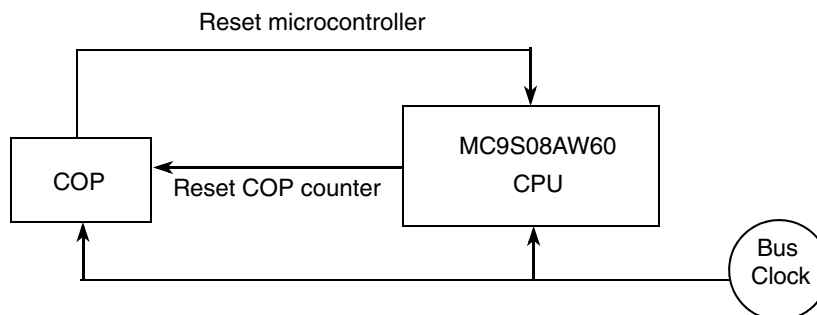 Reset microcontroller
MC9S08AW60
CPU
COP
Reset COP counter
Bus
Clock